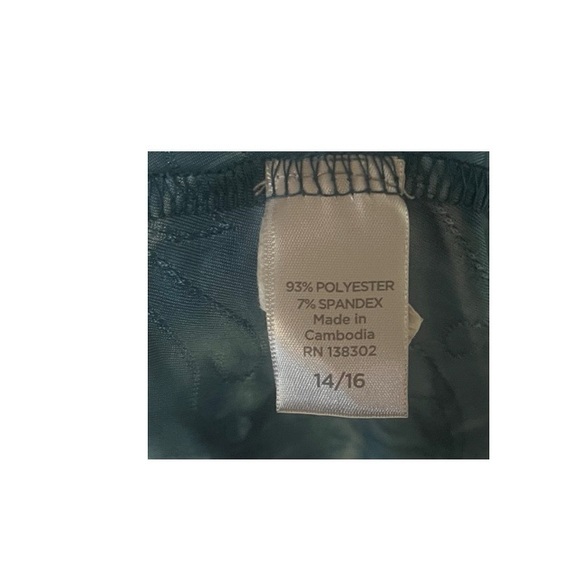 93% POLYESTER
7% SPANDEX
Made in
Cambodia
RN 138302
14/16